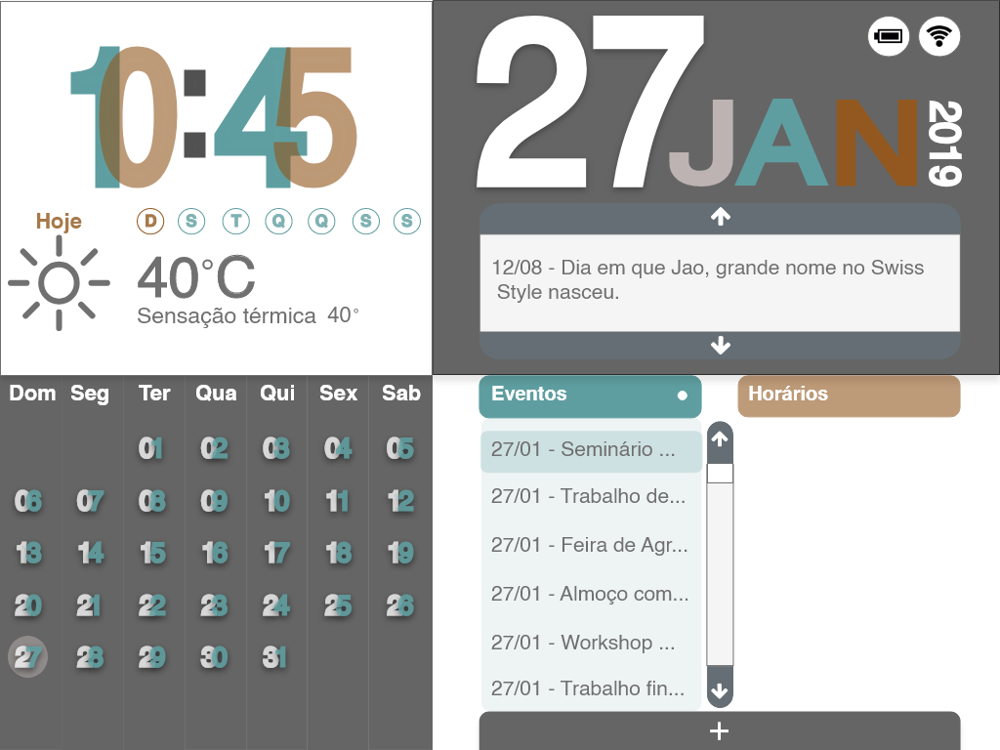 10:45
27 JAN 2019
Hoje D S T Q Q S S
40°C
Sensação térmica 40°
12/08 - Dia em que Jao, grande nome no Swiss
Style nasceu.
Dom Seg Ter Qua Qui Sex Sab
01 02 03 04 05
06 07 08 09 10 11 12
13 14 15 16 17 18 19
20 21 22 23 24 25 26
27 28 29 30 31
Eventos
Horários
27/01 - Seminário ...
27/01 - Trabalho de...
27/01 - Feira de Agr...
27/01 - Almoço com...
27/01 - Workshop ...
27/01 - Trabalho fin...
+